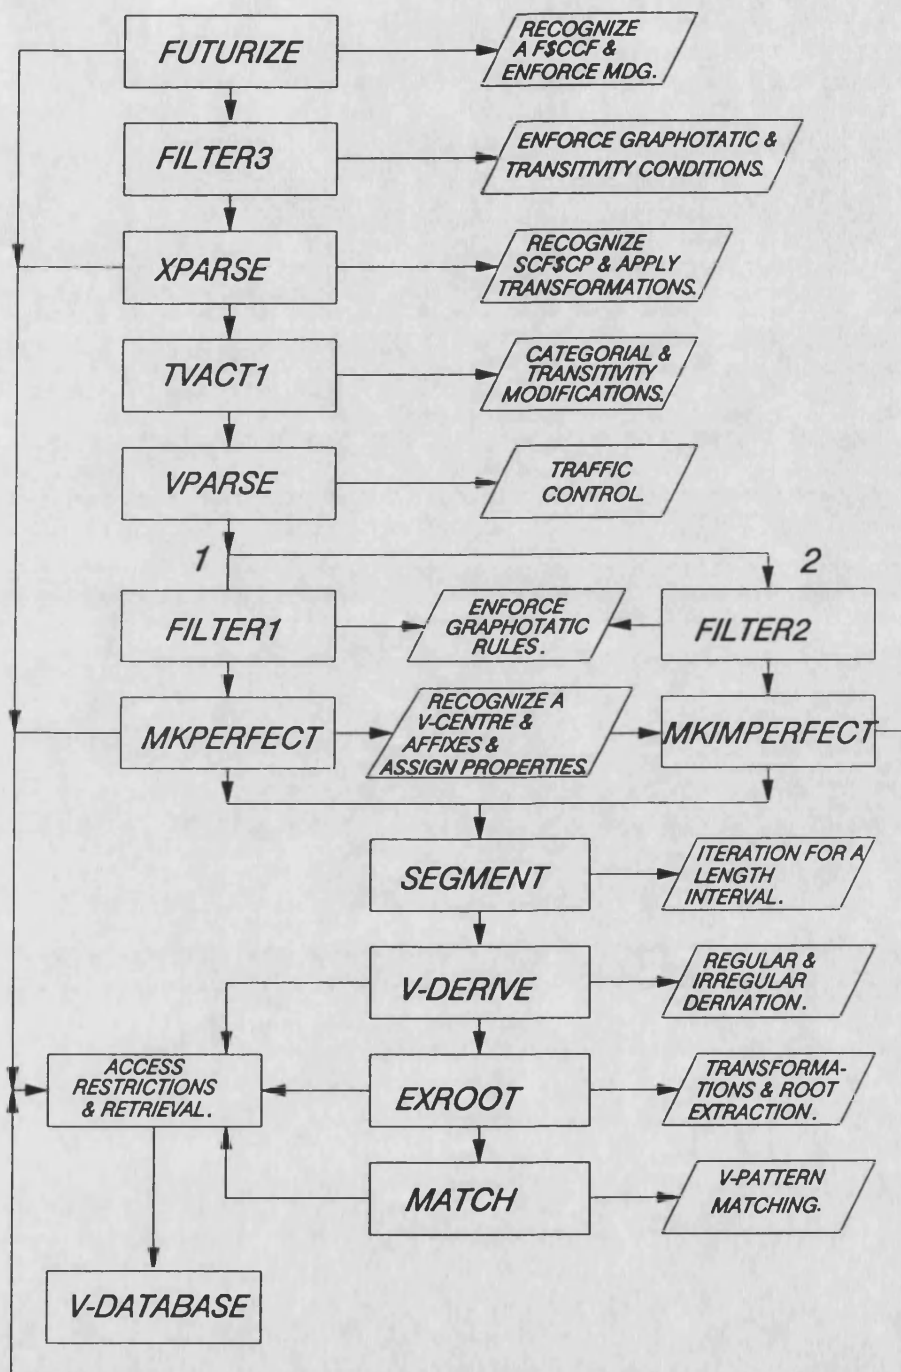 FUTURIZE
RECOGNIZE
A F$CCF &
ENFORCE MDG.
FILTER3
ENFORCE GRAPHOTATIC &
TRANSITIVITY CONDITIONS.
XPARSE
RECOGNIZE
SCF$CP & APPLY
TRANSFORMATIONS.
TVACT1
CATEGORIAL &
TRANSITIVITY
MODIFICATIONS.
VPARSE
TRAFFIC
CONTROL.
1
2
FILTER1
ENFORCE
GRAPHOTATIC
RULES.
FILTER2
MKPERFECT
RECOGNIZE A
V-CENTRE &
AFFIXES &
ASSIGN PROPERTIES.
MKIMPERFECT
SEGMENT
ITERATION FOR A
LENGTH
INTERVAL.
V-DERIVE
REGULAR &
IRREGULAR
DERIVATION.
ACCESS
RESTRICTIONS
& RETRIEVAL.
EXROOT
TRANSFORMA-
TIONS & ROOT
EXTRACTION.
MATCH
V-PATTERN
MATCHING.
V-DATABASE